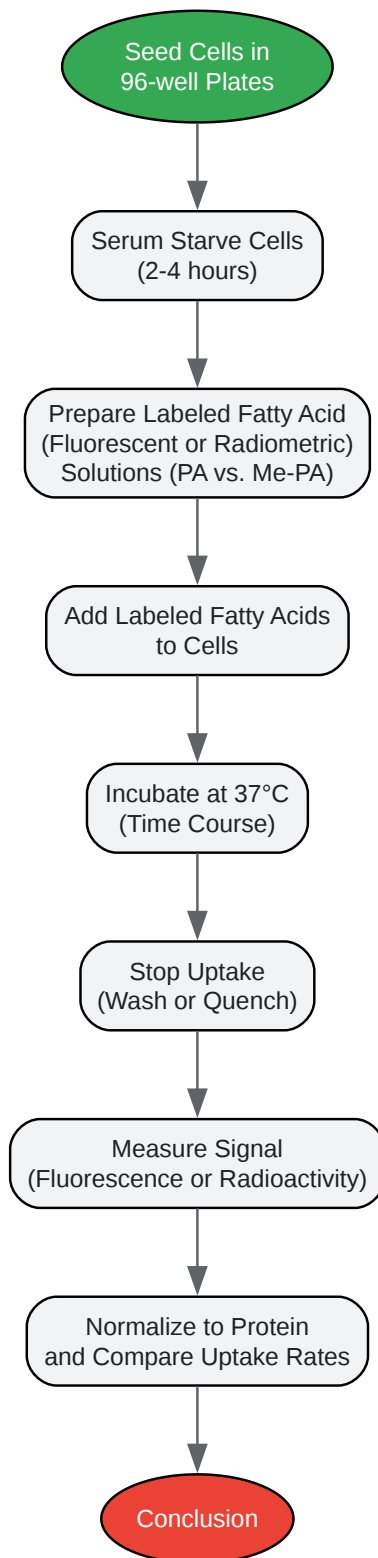 Seed Cells in
96-well Plates
Serum Starve Cells
(2-4 hours)
Prepare Labeled Fatty Acid
(Fluorescent or Radiometric)
Solutions (PA vs. Me-PA)
Add Labeled Fatty Acids
to Cells
Incubate at 37°C
(Time Course)
Stop Uptake
(Wash or Quench)
Measure Signal
(Fluorescence or Radioactivity)
Normalize to Protein
and Compare Uptake Rates
Conclusion